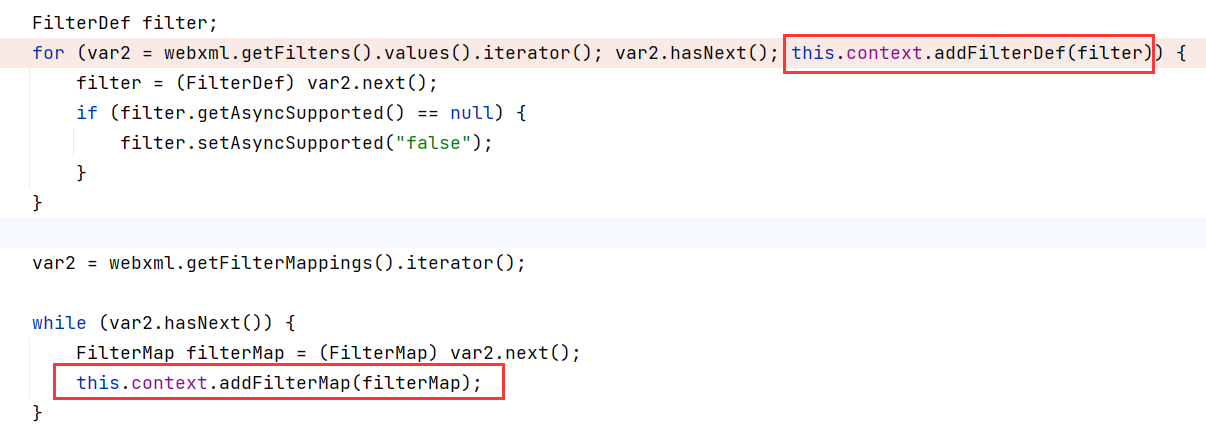 FilterDef filter;
for (var2 = webxml.getFilters().values().iterator(); var2.hasNext(); this.context.addFilterDef(filter)) {
    filter = (FilterDef) var2.next();
    if (filter.getAsyncSupported() == null) {
        filter.setAsyncSupported("false");
    }
}
var2 = webxml.getFilterMappings().iterator();
while (var2.hasNext()) {
    FilterMap filterMap = (FilterMap) var2.next();
    this.context.addFilterMap(filterMap);
}